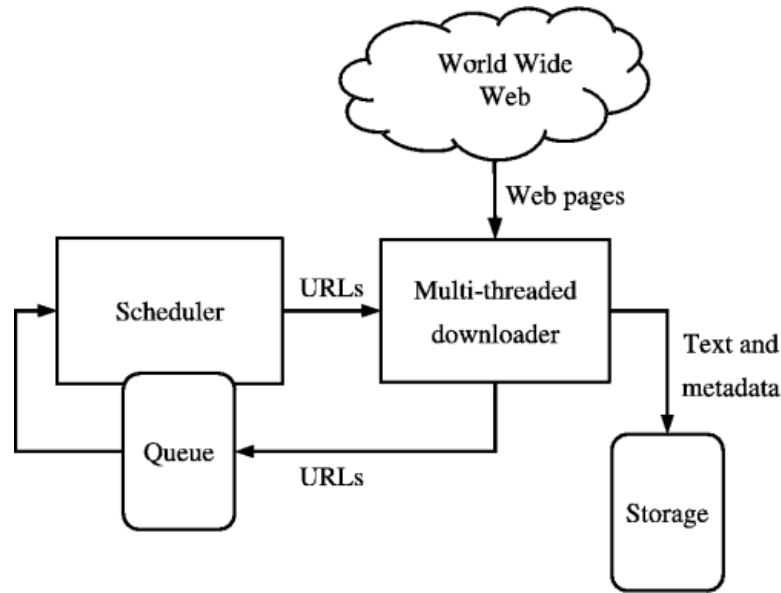 World Wide
Web
Web pages
Scheduler
URLs
Multi-threaded
downloader
Text and
metadata
Queue
URLs
Storage